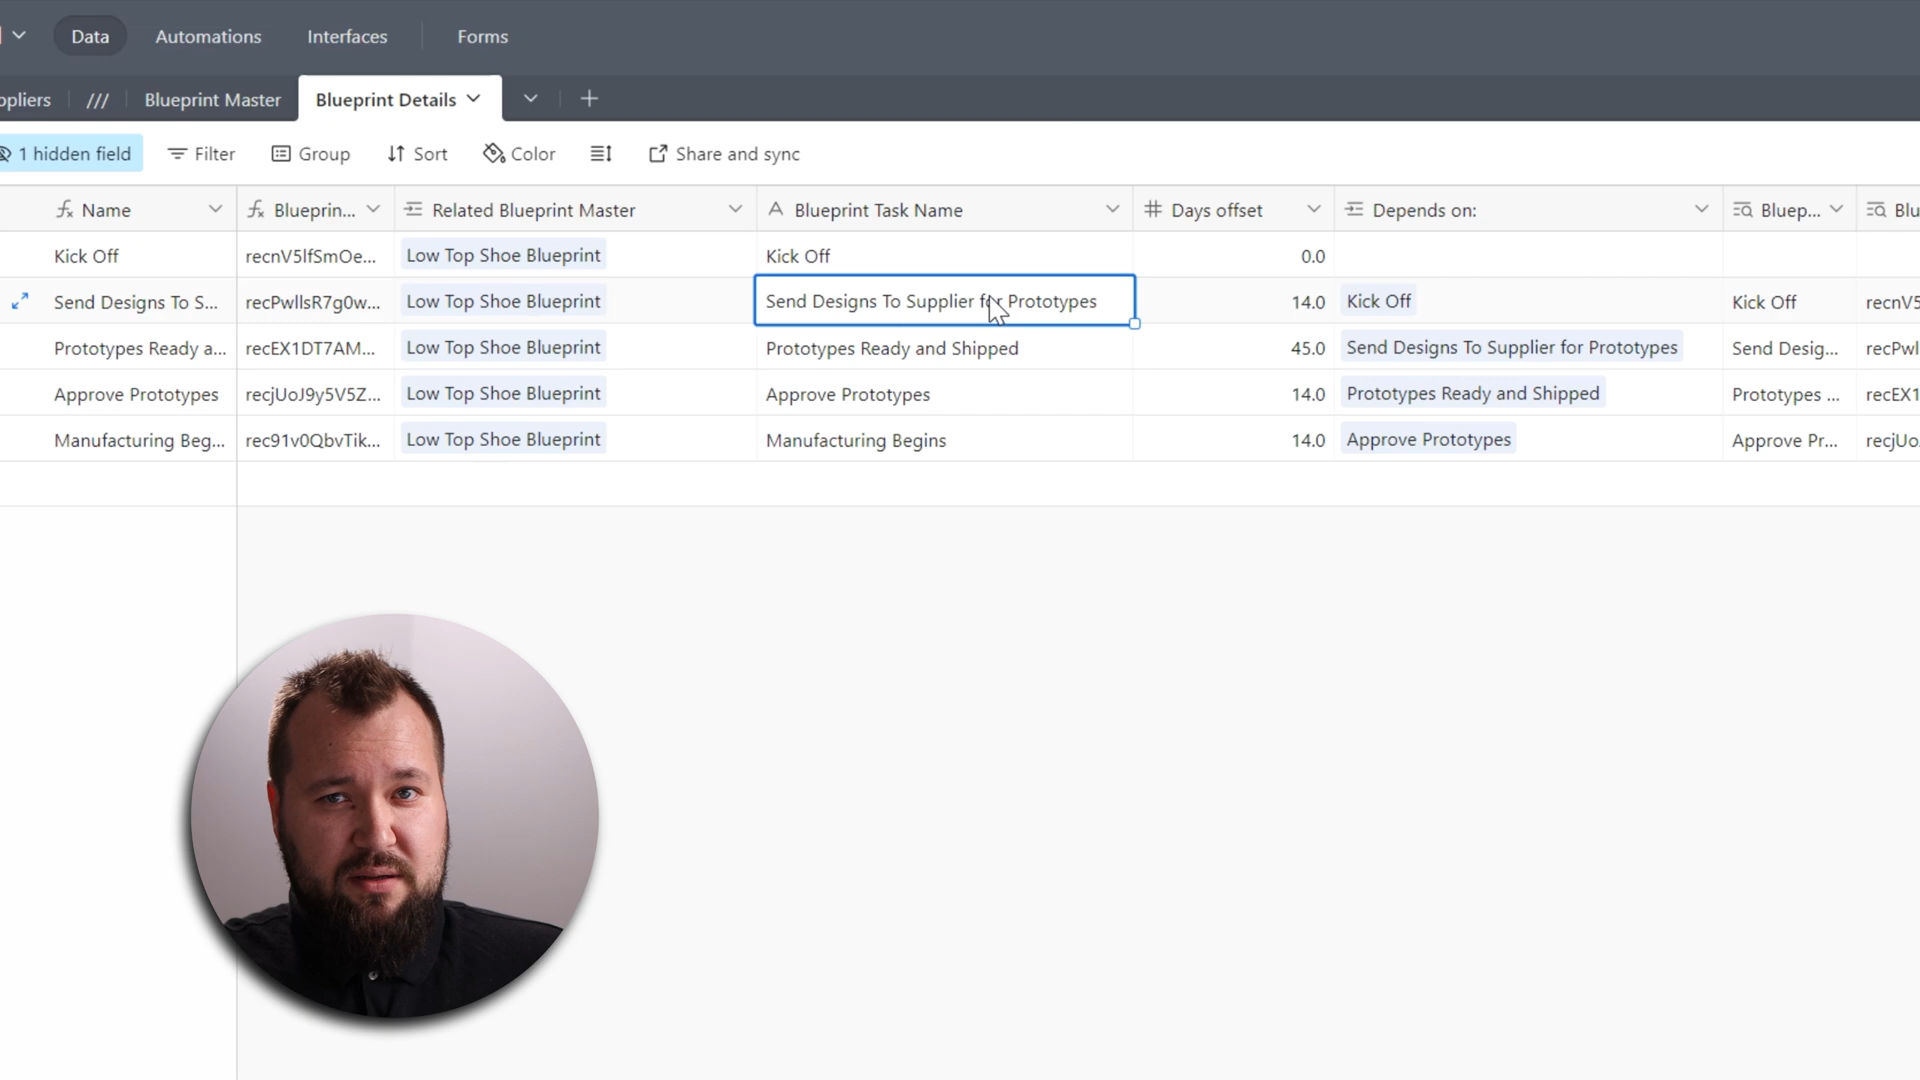 Data Automations Interfaces Forms
ppliers /// Blueprint Master Blueprint Details
1 hidden field Filter Group Sort Color Share and sync
Name Blueprin... Related Blueprint Master Blueprint Task Name Days offset Depends on: Bluep... Blu
Kick Off recnV5lfSmOe... Low Top Shoe Blueprint Kick Off 0.0
Send Designs To S... recPwllsR7g0w... Low Top Shoe Blueprint Send Designs To Supplier for Prototypes 14.0 Kick Off Kick Off recnV5
Prototypes Ready a... recEX1DT7AM... Low Top Shoe Blueprint Prototypes Ready and Shipped 45.0 Send Designs To Supplier for Prototypes Send Desig... recPwl
Approve Prototypes recjUoJ9y5V5Z... Low Top Shoe Blueprint Approve Prototypes 14.0 Prototypes Ready and Shipped Prototypes ... recEX1
Manufacturing Beg... rec91v0QbvTik... Low Top Shoe Blueprint Manufacturing Begins 14.0 Approve Prototypes Approve Pr... recjUo